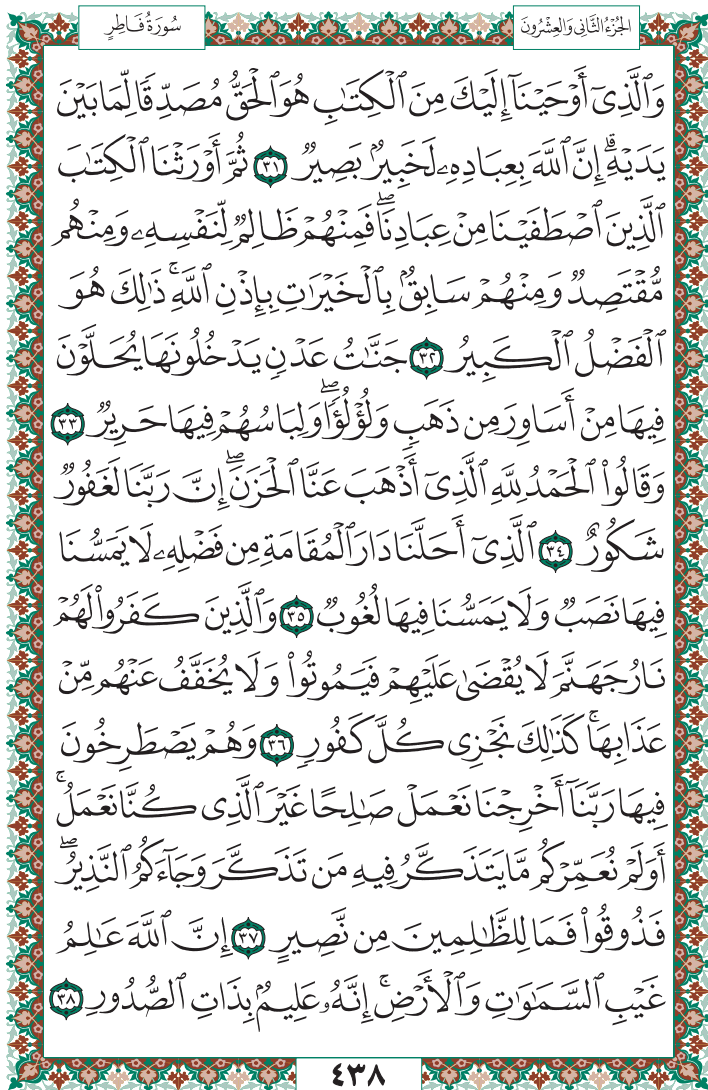 سُورَةُ فَاطِرٍ
الجُزْءُ الثَّانِي وَالعِشْرُونَ
وَٱلَّذِىٓ أَوْحَيْنَآ إِلَيْكَ مِنَ ٱلْكِتَـٰبِ هُوَ ٱلْحَقُّ مُصَدِّقًا لِّمَا بَيْنَ
يَدَيْهِۗ إِنَّ ٱللَّهَ بِعِبَادِهِۦ لَخَبِيرٌۢ بَصِيرٌ ٣١ ثُمَّ أَوْرَثْنَا ٱلْكِتَـٰبَ
ٱلَّذِينَ ٱصْطَفَيْنَا مِنْ عِبَادِنَاۖ فَمِنْهُمْ ظَالِمٌ لِّنَفْسِهِۦ وَمِنْهُم
مُّقْتَصِدٌ وَمِنْهُمْ سَابِقٌۢ بِٱلْخَيْرَٰتِ بِإِذْنِ ٱللَّهِۚ ذَٰلِكَ هُوَ
ٱلْفَضْلُ ٱلْكَبِيرُ ٣٢ جَنَّـٰتُ عَدْنٍ يَدْخُلُونَهَا يُحَلَّوْنَ
فِيهَا مِنْ أَسَاوِرَ مِن ذَهَبٍ وَلُؤْلُؤًاۖ وَلِبَاسُهُمْ فِيهَا حَرِيرٌ ٣٣
وَقَالُوا۟ ٱلْحَمْدُ لِلَّهِ ٱلَّذِىٓ أَذْهَبَ عَنَّا ٱلْحَزَنَۖ إِنَّ رَبَّنَا لَغَفُورٌ
شَكُورٌ ٣٤ ٱلَّذِىٓ أَحَلَّنَا دَارَ ٱلْمُقَامَةِ مِن فَضْلِهِۦ لَا يَمَسُّنَا
فِيهَا نَصَبٌ وَلَا يَمَسُّنَا فِيهَا لُغُوبٌ ٣٥ وَٱلَّذِينَ كَفَرُوا۟ لَهُمْ
نَارُ جَهَنَّمَ لَا يُقْضَىٰ عَلَيْهِمْ فَيَمُوتُوا۟ وَلَا يُخَفَّفُ عَنْهُم مِّنْ
عَذَابِهَاۚ كَذَٰلِكَ نَجْزِى كُلَّ كَفُورٍ ٣٦ وَهُمْ يَصْطَرِخُونَ
فِيهَا رَبَّنَآ أَخْرِجْنَا نَعْمَلْ صَـٰلِحًا غَيْرَ ٱلَّذِى كُنَّا نَعْمَلُۚ
أَوَلَمْ نُعَمِّرْكُم مَّا يَتَذَكَّرُ فِيهِ مَن تَذَكَّرَ وَجَآءَكُمُ ٱلنَّذِيرُۖ
فَذُوقُوا۟ فَمَا لِلظَّـٰلِمِينَ مِن نَّصِيرٍ ٣٧ إِنَّ ٱللَّهَ عَـٰلِمُ
غَيْبِ ٱلسَّمَـٰوَٰتِ وَٱلْأَرْضِۚ إِنَّهُۥ عَلِيمٌۢ بِذَاتِ ٱلصُّدُورِ ٣٨
٤٣٨